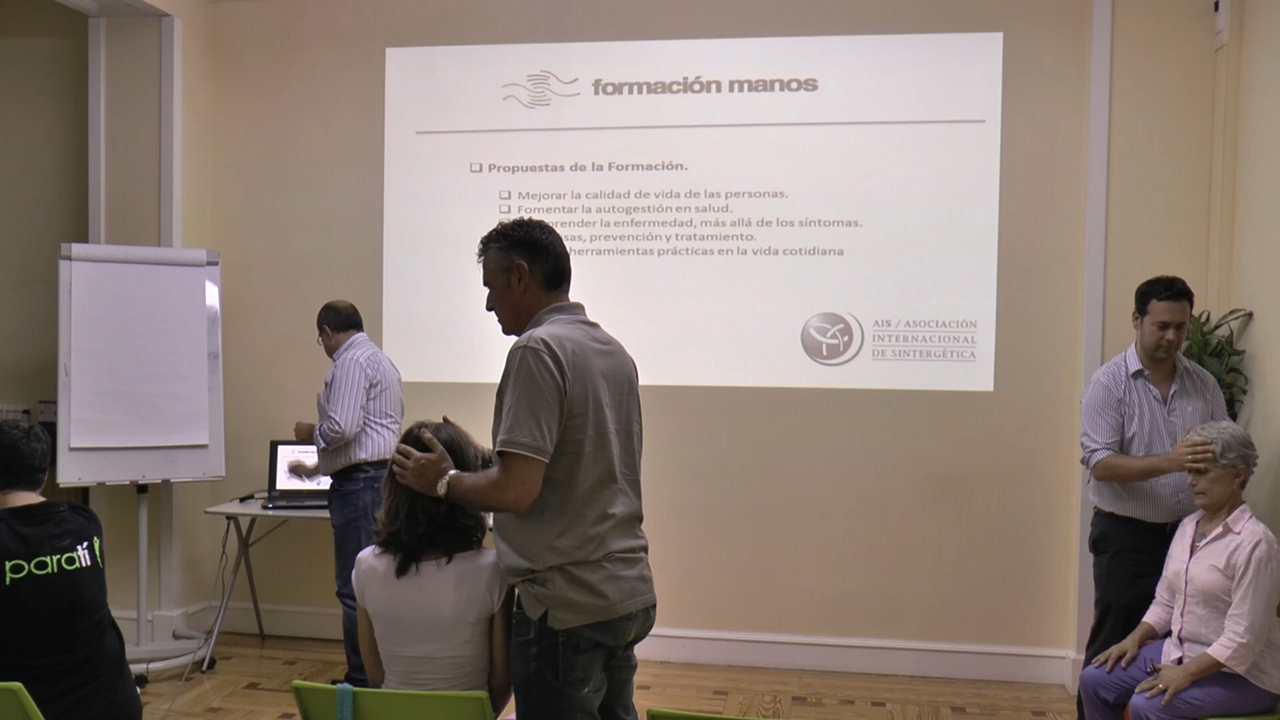 formación manos
Propuestas de la Formación.
Mejorar la calidad de vida de las personas.
Fomentar la autogestión en salud.
prender la enfermedad, más allá de los síntomas.
sas, prevención y tratamiento.
herramientas prácticas en la vida cotidiana
AIS / ASOCIACIÓN
INTERNACIONAL
DE SINTERGÉTICA
paratí